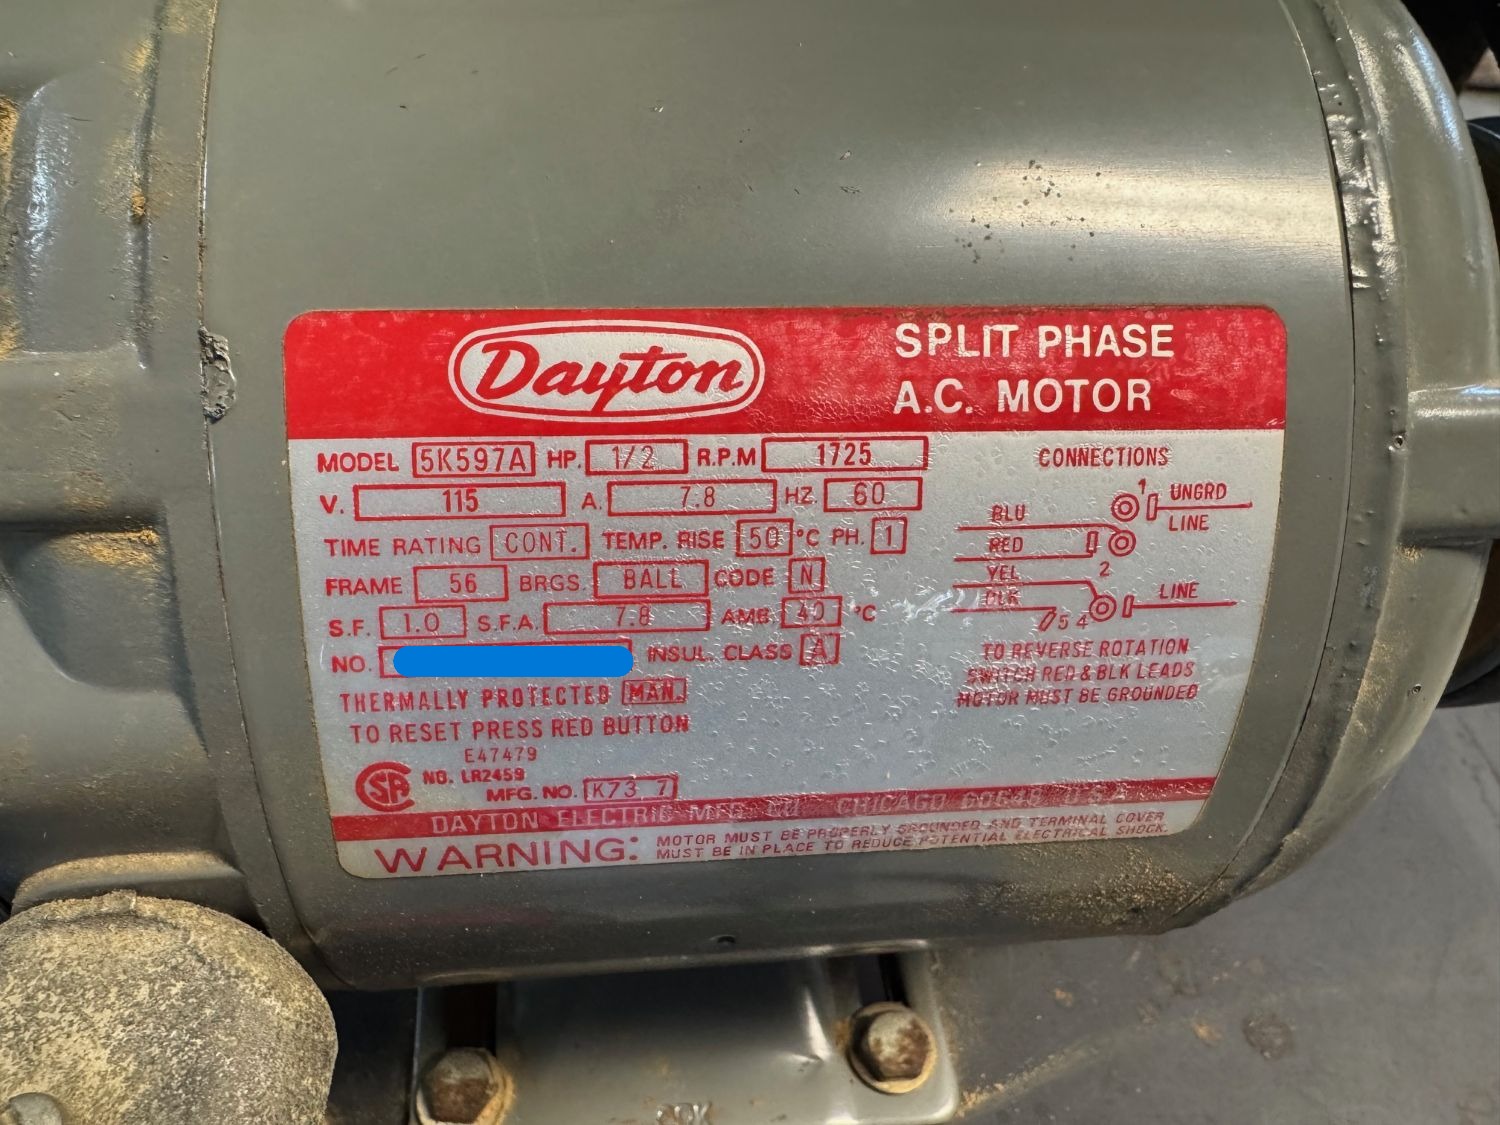 Dayton
SPLIT PHASE
A.C. MOTOR
MODEL 5K597A HP. 1/2 R.P.M 1725
V. 115 A. 7.8 HZ. 60
TIME RATING CONT. TEMP. RISE 50 °C PH. 1
FRAME 56 BRGS. BALL CODE N
S.F. 1.0 S.F.A. 7.8 AMB. 40 °C
NO. INSUL. CLASS A
THERMALLY PROTECTED MAN.
TO RESET PRESS RED BUTTON
E47479
SA NO. LR2459
MFG. NO. K73 7
CONNECTIONS
1 UNGRD
LINE
BLU
RED
2
YEL
BLK
LINE
5 4
TO REVERSE ROTATION
SWITCH RED & BLK LEADS
MOTOR MUST BE GROUNDED
DAYTON ELECTRIC MFG. CO. CHICAGO 60648 U.S.A.
WARNING: MOTOR MUST BE PROPERLY GROUNDED AND TERMINAL COVER
MUST BE IN PLACE TO REDUCE POTENTIAL ELECTRICAL SHOCK.